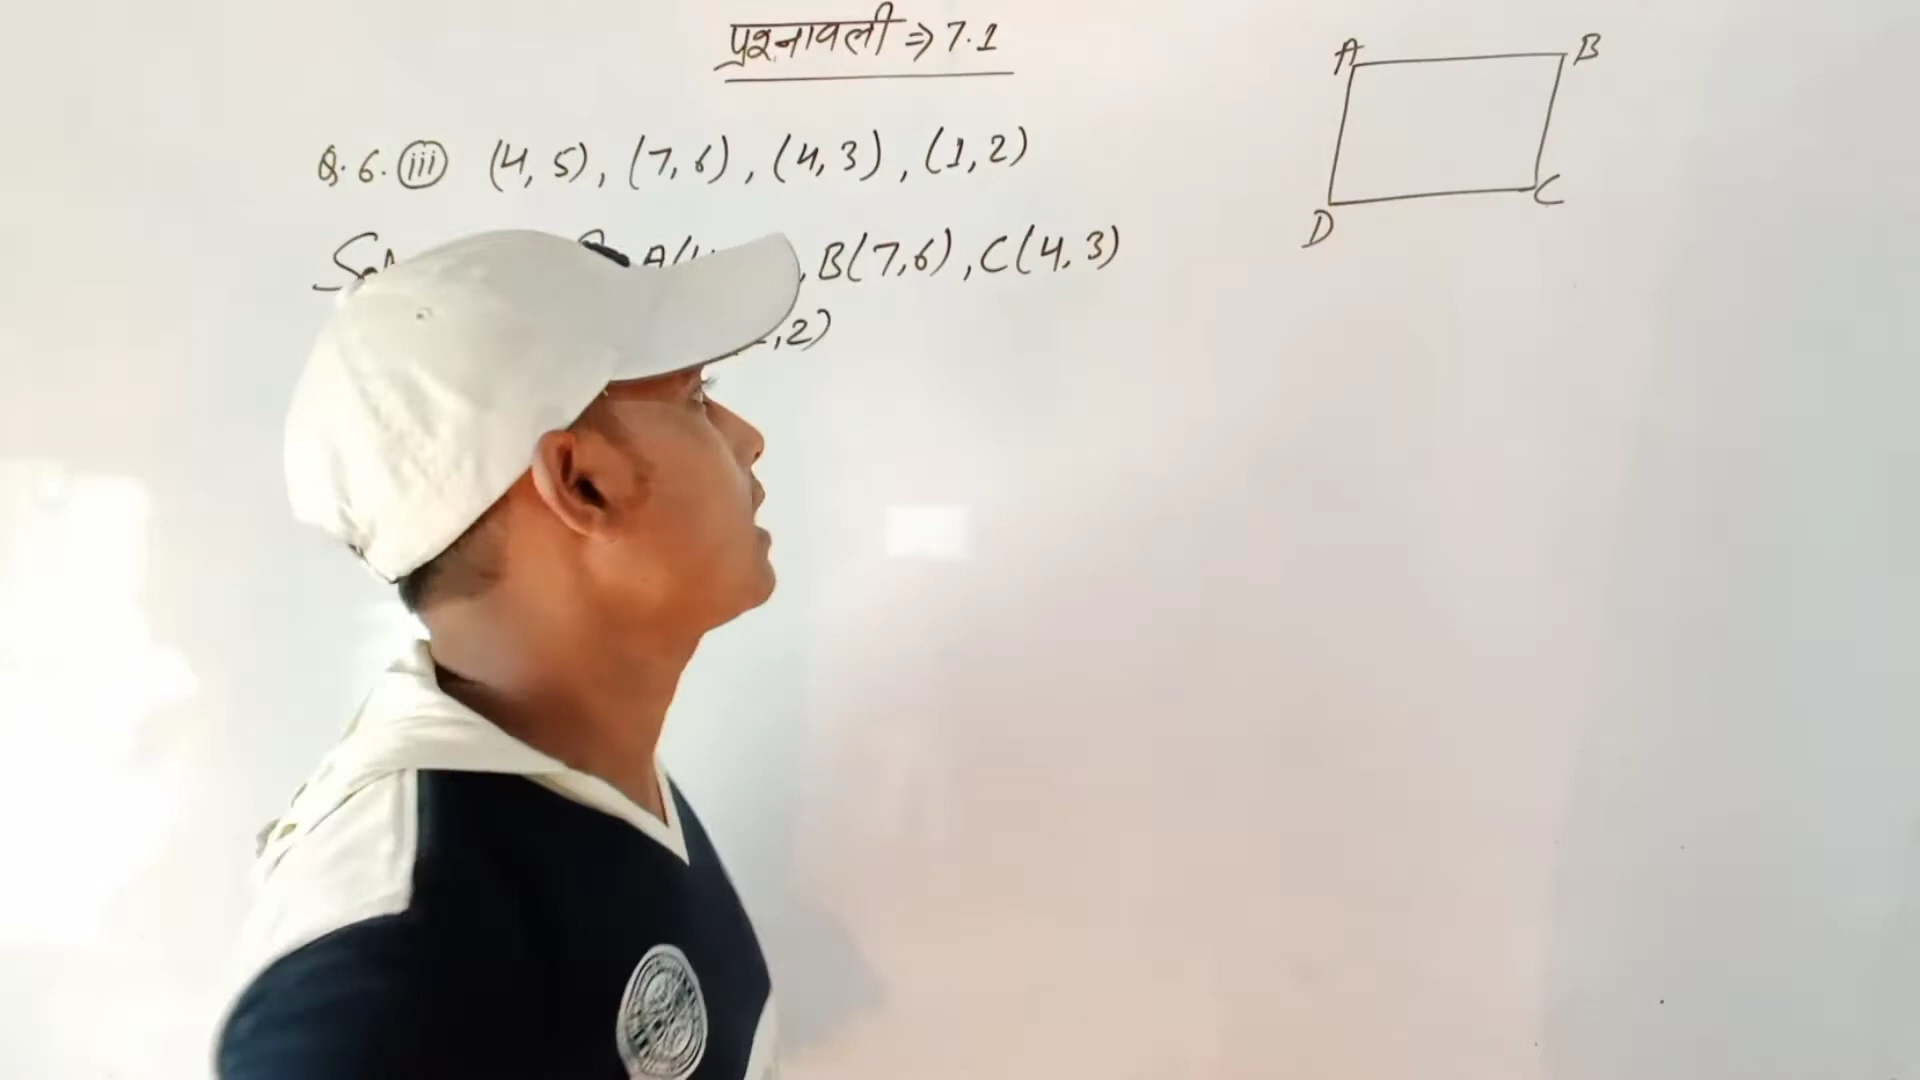 प्रश्नावली ⇒ 7.1
Q.6. (iii) (4, 5), (7, 6), (4, 3), (1, 2)
B(7,6), C(4,3)
,2)
A B
D C